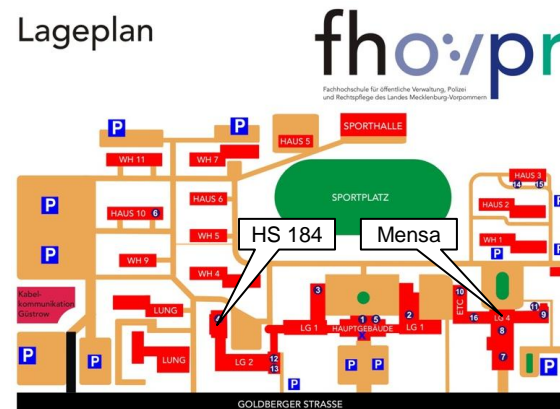 Lageplan
fho:/pr
Fachhochschule für öffentliche Verwaltung, Polizei
und Rechtspflege des Landes Mecklenburg-Vorpommern
P
P
SPORTHALLE
HAUS 5
WH 11
WH 7
HAUS 3
14
15
P
HAUS 6
SPORTPLATZ
HAUS 2
P
HAUS 10
6
HS 184
Mensa
WH 5
WH 1
P
P
WH 9
P
WH 4
Kabel-
kommunikation
Güstrow
3
10
ETC
LUNG
4
1
5
2
11
9
LG 1
HAUPTGEBÄUDE
LG 1
16
LG 4
8
LUNG
LG 2
12
13
7
P
P
P
P
P
P
P
GOLDBERGER STRASSE